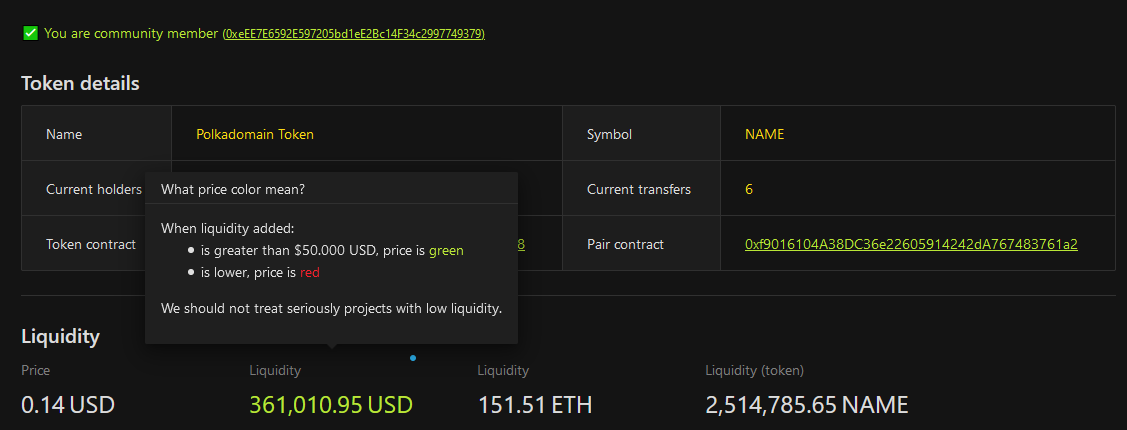 You are community member (0xeEE7E6592E597205bd1eE2Bc14F34c2997749379)
Token details
Name Polkadomain Token Symbol NAME
Current holders Current transfers 6
Token contract 8 Pair contract 0xf9016104A38DC36e22605914242dA767483761a2
What price color mean?
When liquidity added:
• is greater than $50.000 USD, price is green
• is lower, price is red
We should not treat seriously projects with low liquidity.
Liquidity
Price Liquidity Liquidity Liquidity (token)
0.14 USD 361,010.95 USD 151.51 ETH 2,514,785.65 NAME